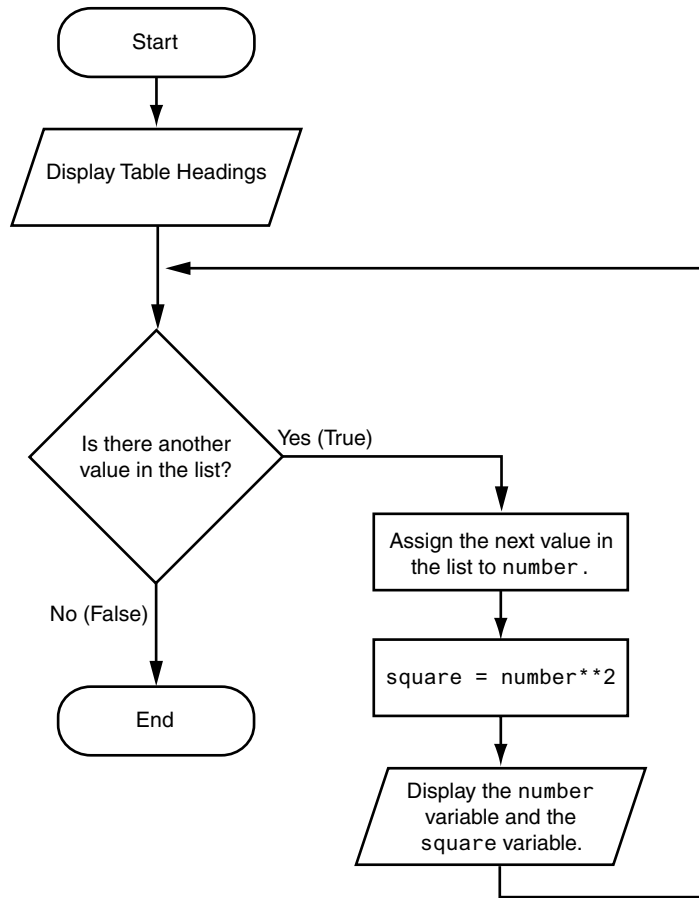 Start
Display Table Headings
Is there another
value in the list?
Yes (True)
Assign the next value in
the list to number.
square = number**2
Display the number
variable and the
square variable.
No (False)
End